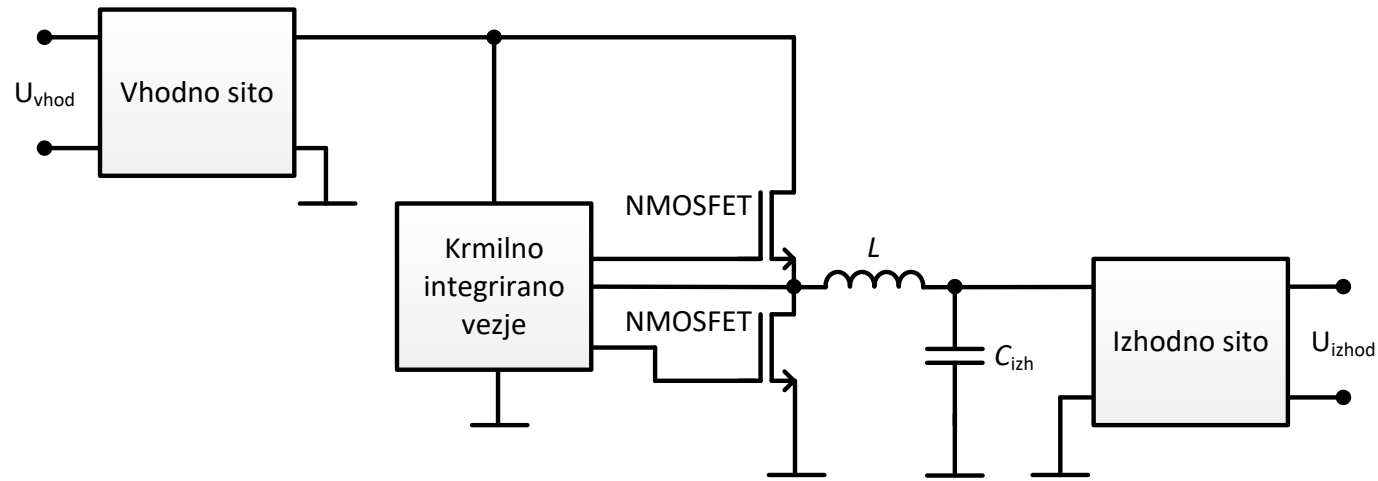 Vhodno sito
Uvhod
NMOSFET
Krmilno
integrirano
vezje
L
NMOSFET
Izhodno sito
Uizhod
Cizh